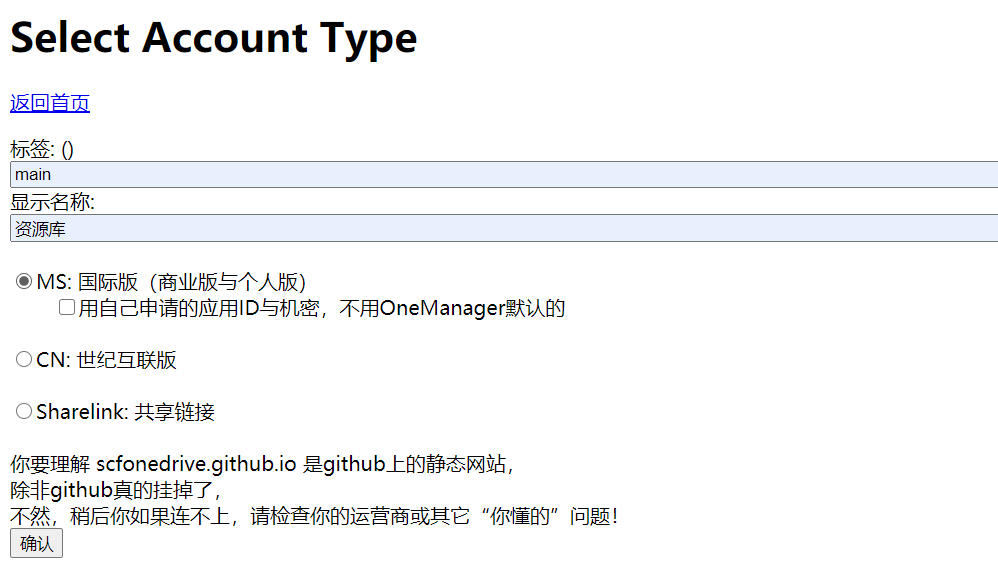 Select Account Type
返回首页
标签: ()
main
显示名称:
资源库
MS: 国际版（商业版与个人版）
用自己申请的应用ID与机密，不用OneManager默认的
CN: 世纪互联版
Sharelink: 共享链接
你要理解 scfonedrive.github.io 是github上的静态网站，
除非github真的挂掉了，
不然，稍后你如果连不上，请检查你的运营商或其它“你懂的”问题！
确认